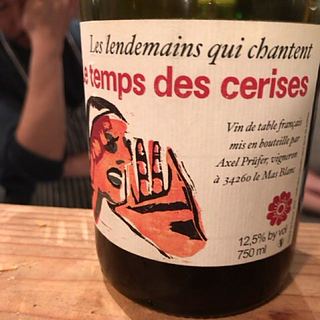 Les lendemains qui chantent
e temps des cerises
Vin de table français
mis en bouteille par
Axel Prüfer, vigneron
à 34260 le Mas Blanc
12,5% by vol
750 ml